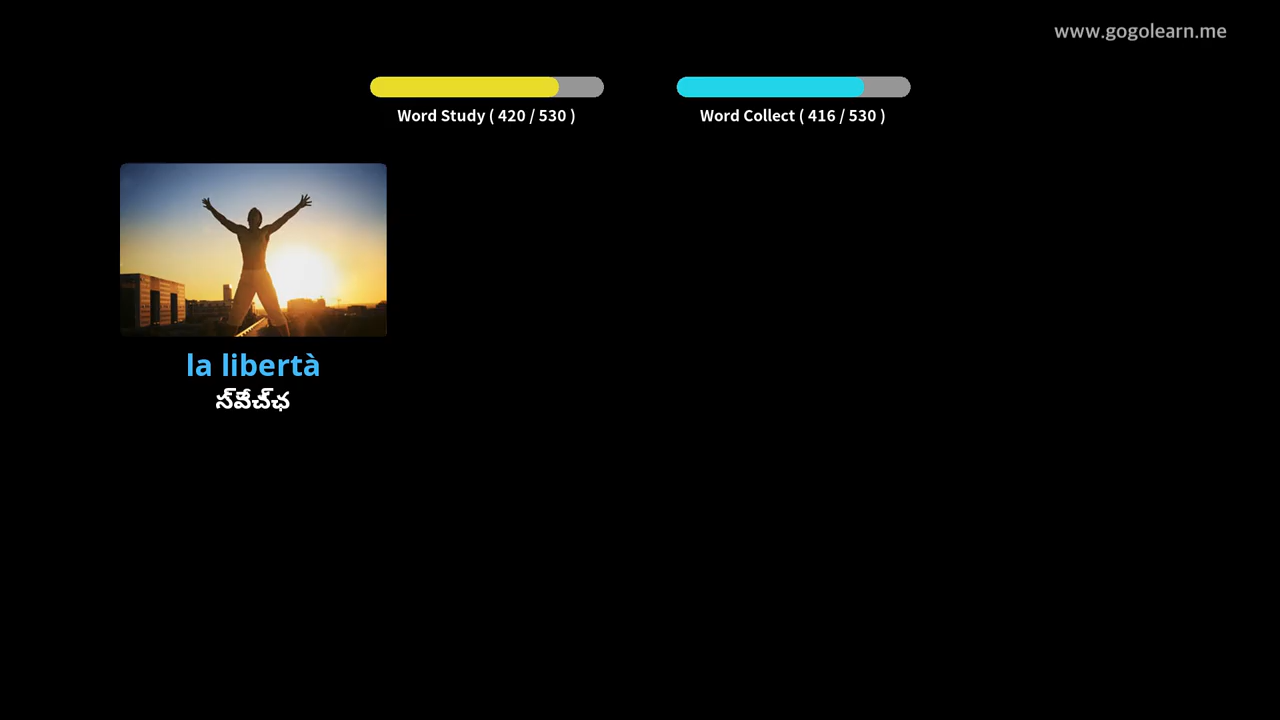 www.gogolearn.me
Word Study ( 420 / 530 )
Word Collect ( 416 / 530 )
la libertà
స్వేచ్ఛ